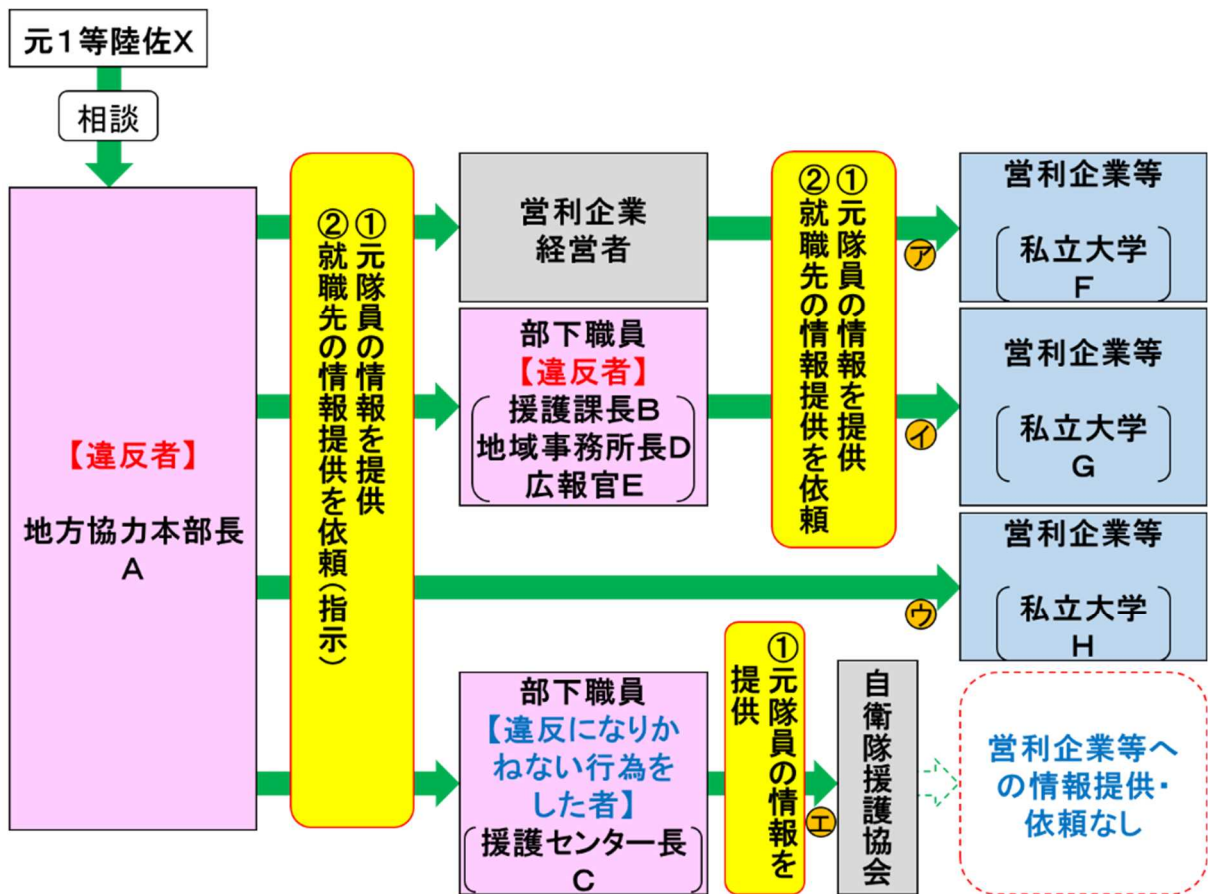 元1等陸佐X
相談
【違反者】
地方協力本部長
A
①元隊員の情報を提供
②就職先の情報提供を依頼(指示)
営利企業
経営者
部下職員
【違反者】
援護課長B
地域事務所長D
広報官E
部下職員
【違反になりか
ねない行為を
した者】
援護センター長
C
①元隊員の情報を提供
②就職先の情報提供を依頼
①元隊員の情報を
提供
自衛隊援護協会
ア
営利企業等
私立大学
F
イ
営利企業等
私立大学
G
ウ
営利企業等
私立大学
H
エ
営利企業等へ
の情報提供・
依頼なし